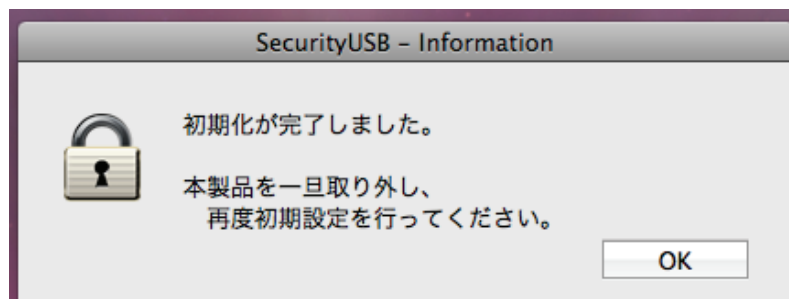 SecurityUSB – Information
初期化が完了しました。
本製品を一旦取り外し、
再度初期設定を行ってください。
OK